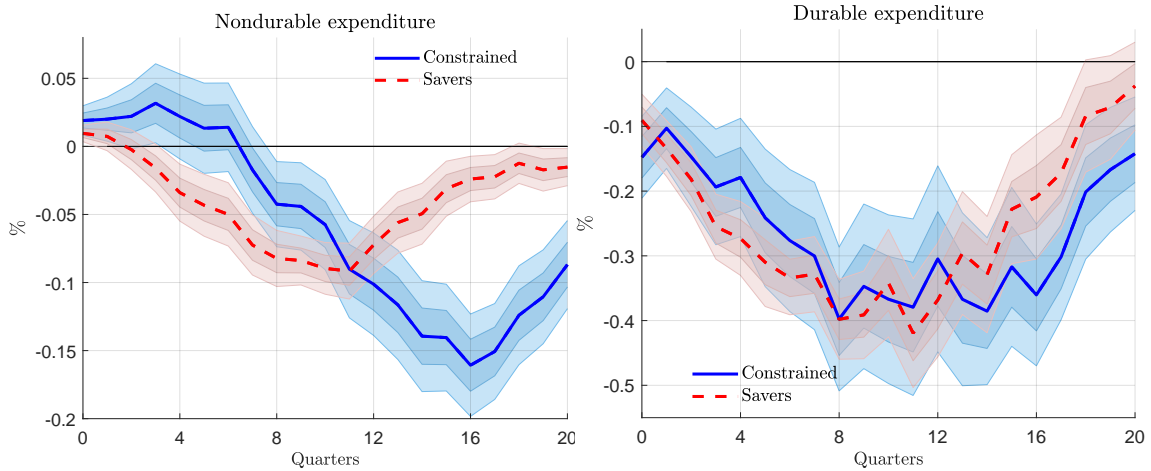 Nondurable expenditure
Constrained
Savers
0.05
0
-0.05
-0.1
-0.15
-0.2
%
0 4 8 12 16 20
Quarters
Durable expenditure
0
-0.1
-0.2
-0.3
-0.4
-0.5
%
Constrained
Savers
0 4 8 12 16 20
Quarters